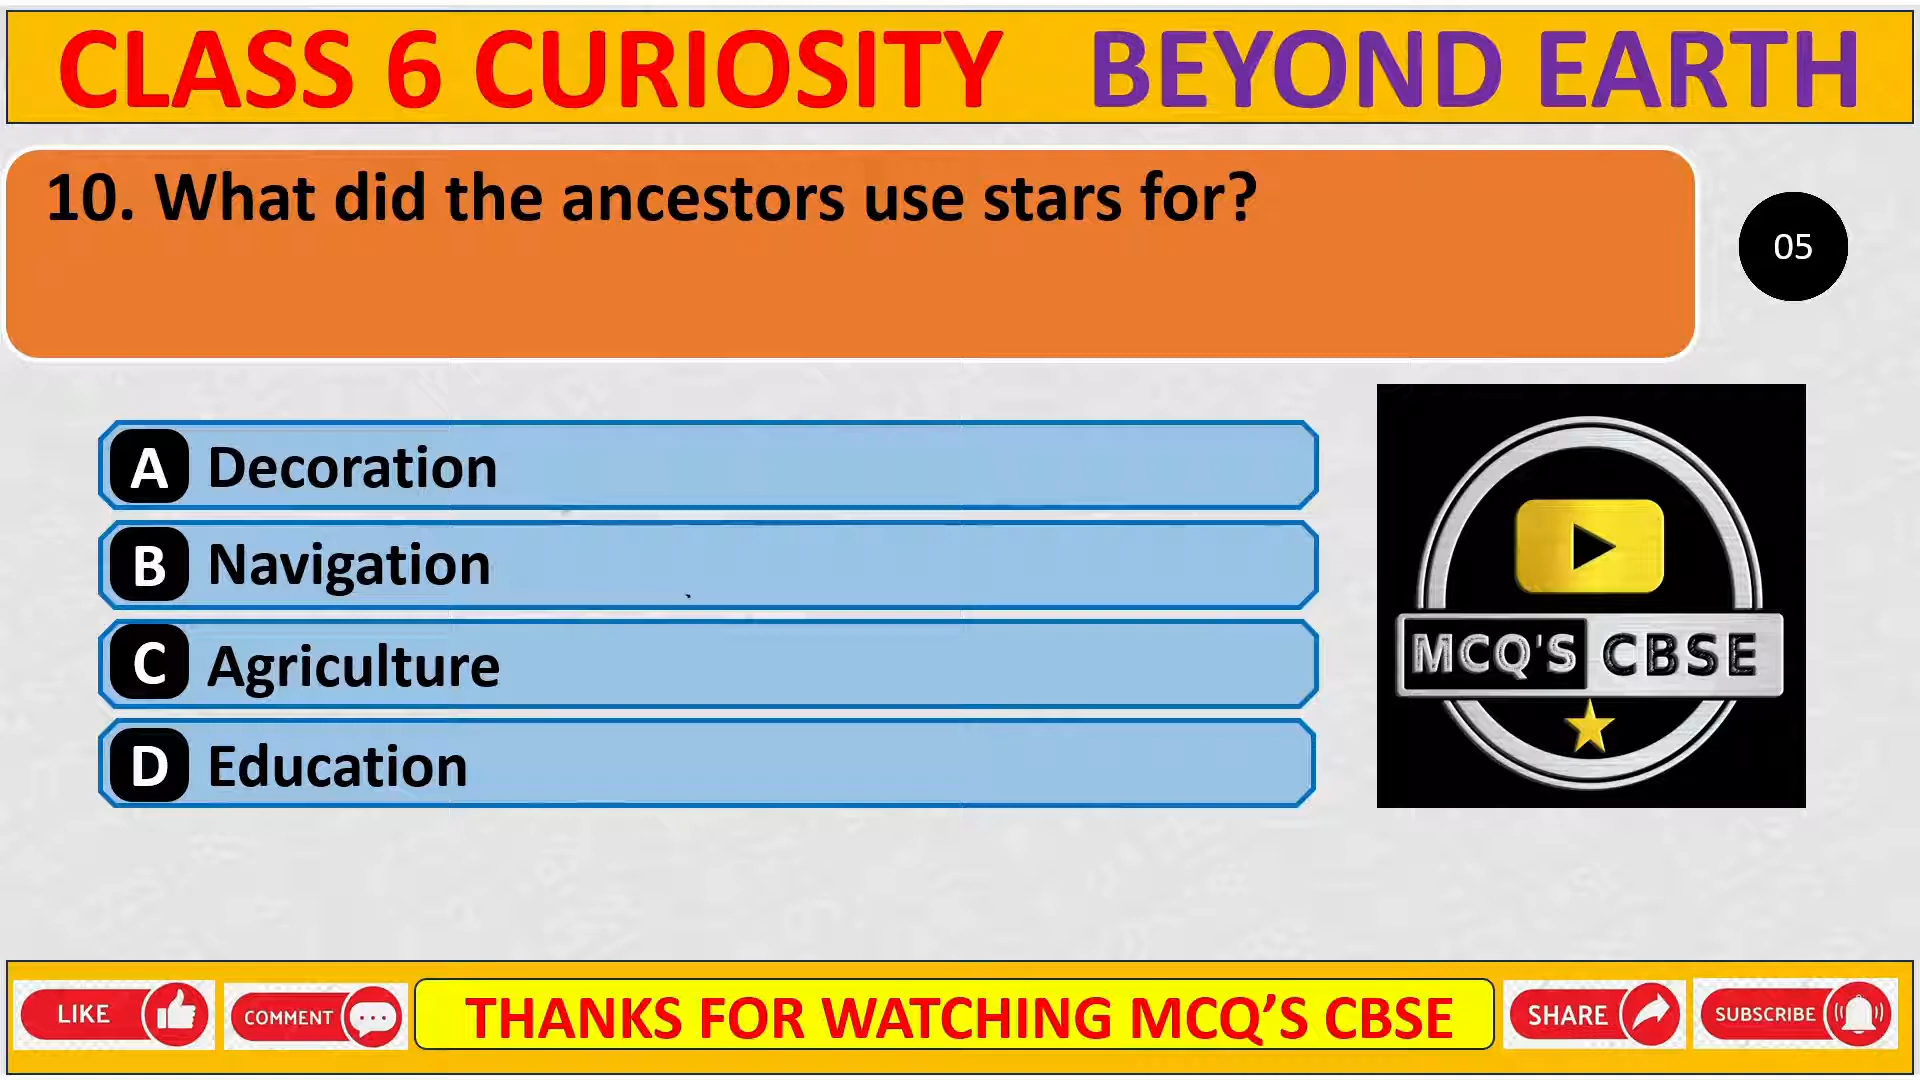 CLASS 6 CURIOSITY BEYOND EARTH
10. What did the ancestors use stars for?
05
A Decoration
B Navigation
C Agriculture
D Education
MCQ'S CBSE
LIKE
COMMENT
THANKS FOR WATCHING MCQ’S CBSE
SHARE
SUBSCRIBE